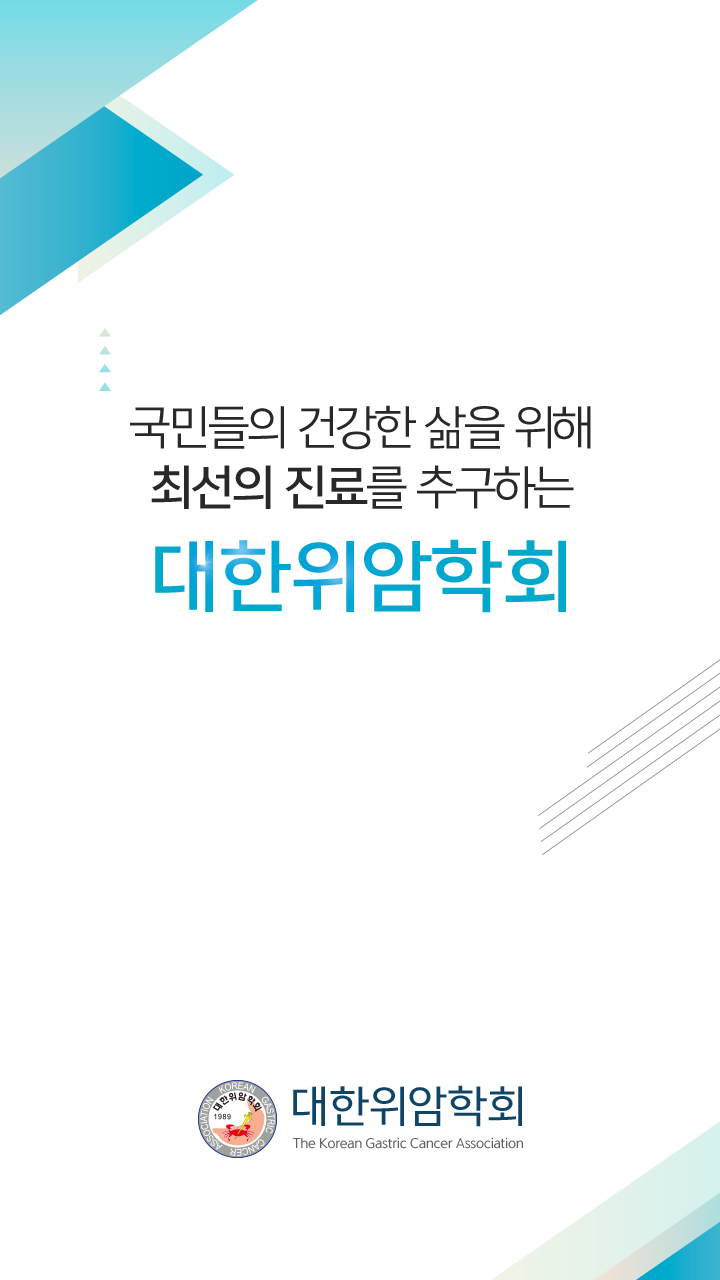 국민들의 건강한 삶을 위해
최선의 진료를 추구하는
대한위암학회
KOREAN GASTRIC CANCER ASSOCIATION
대한위암학회
1989
대한위암학회
The Korean Gastric Cancer Association